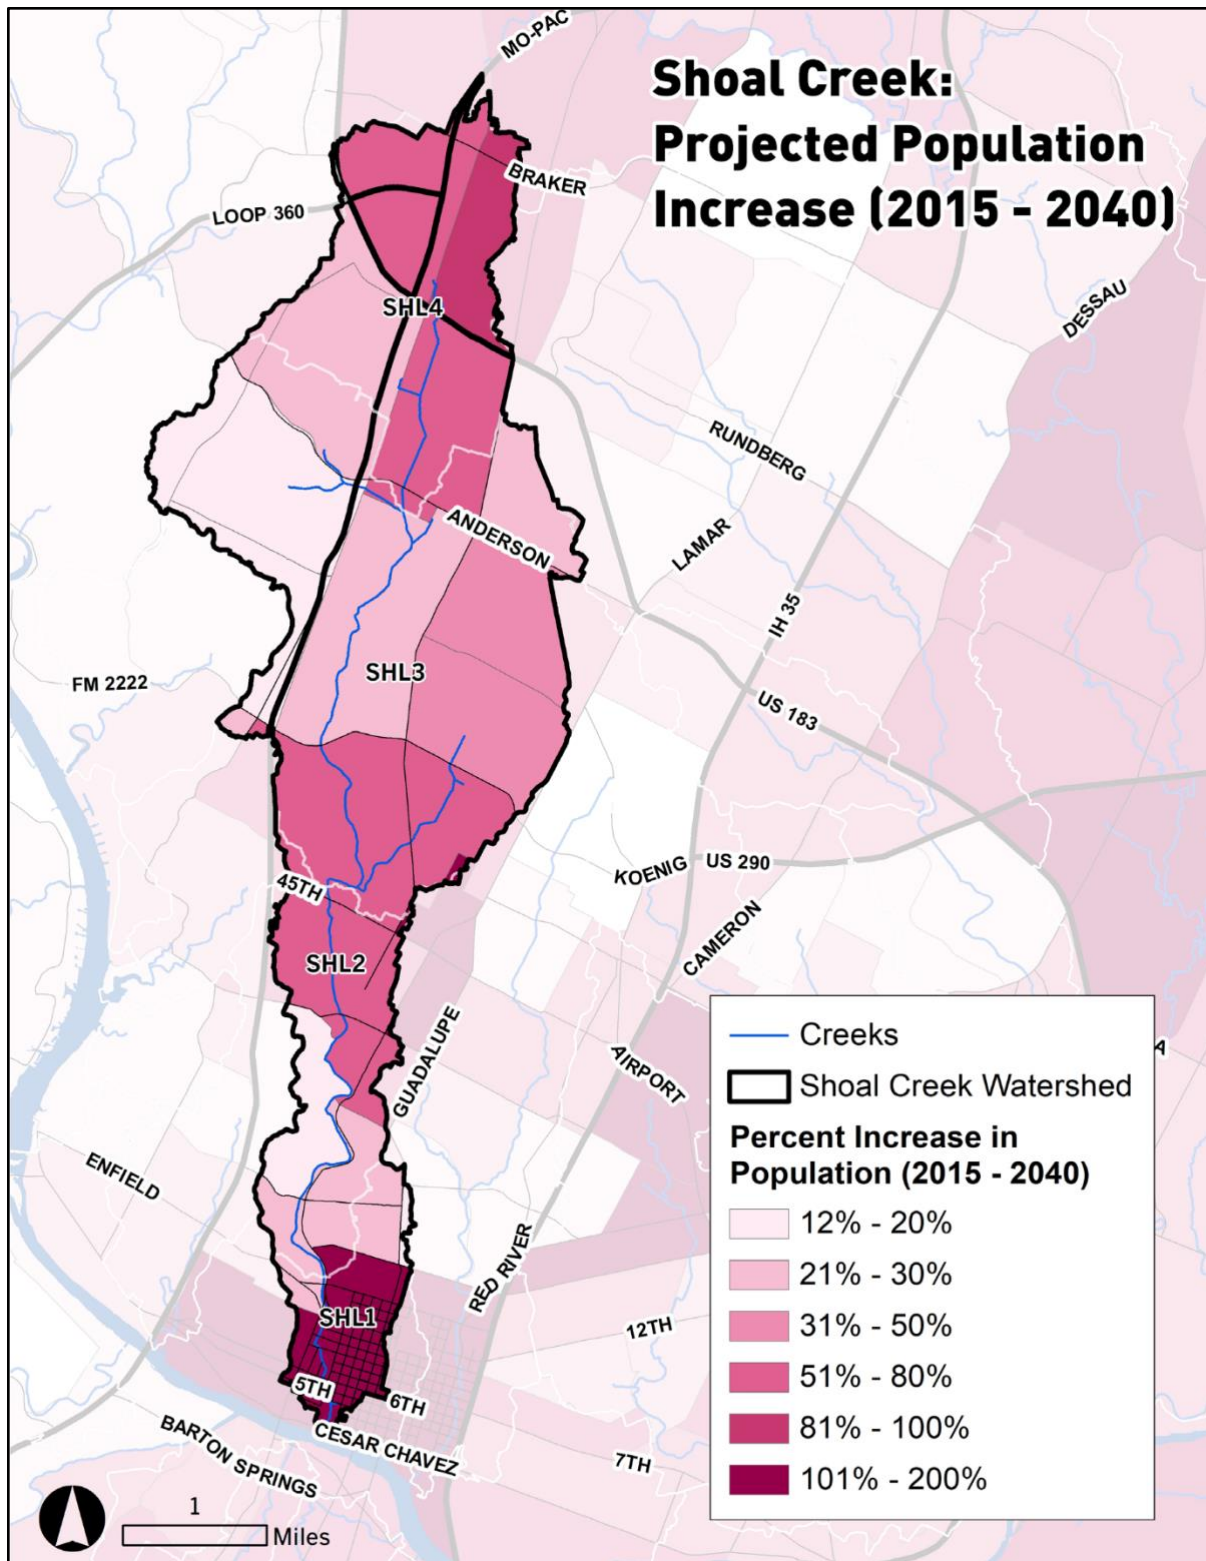 MO-PAC
Shoal Creek:
Projected Population
Increase (2015 - 2040)
BRAKER
LOOP 360
DESSAU
SHL4
RUNDBERG
ANDERSON
LAMAR
IH 35
SHL3
FM 2222
US 183
KOENIG
US 290
45TH
CAMERON
SHL2
GUADALUPE
AIRPORT
A
ENFIELD
RED RIVER
SHL1
12TH
5TH
6TH
CESAR CHAVEZ
BARTON SPRINGS
7TH
Creeks
Shoal Creek Watershed
Percent Increase in
Population (2015 - 2040)
12% - 20%
21% - 30%
31% - 50%
51% - 80%
81% - 100%
101% - 200%
1
Miles